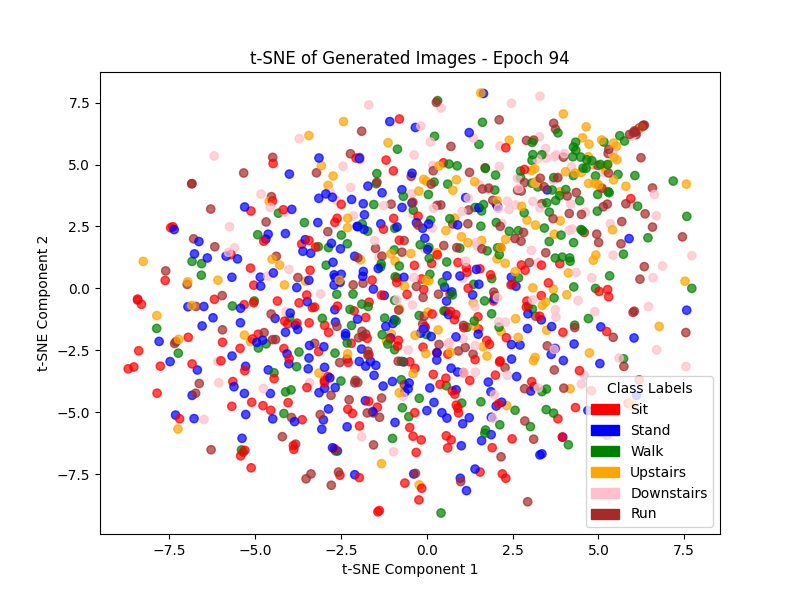 t-SNE of Generated Images - Epoch 94
t-SNE Component 2
7.5
5.0
2.5
0.0
−2.5
−5.0
−7.5
Class Labels
Sit
Stand
Walk
Upstairs
Downstairs
Run
−7.5 −5.0 −2.5 0.0 2.5 5.0 7.5
t-SNE Component 1